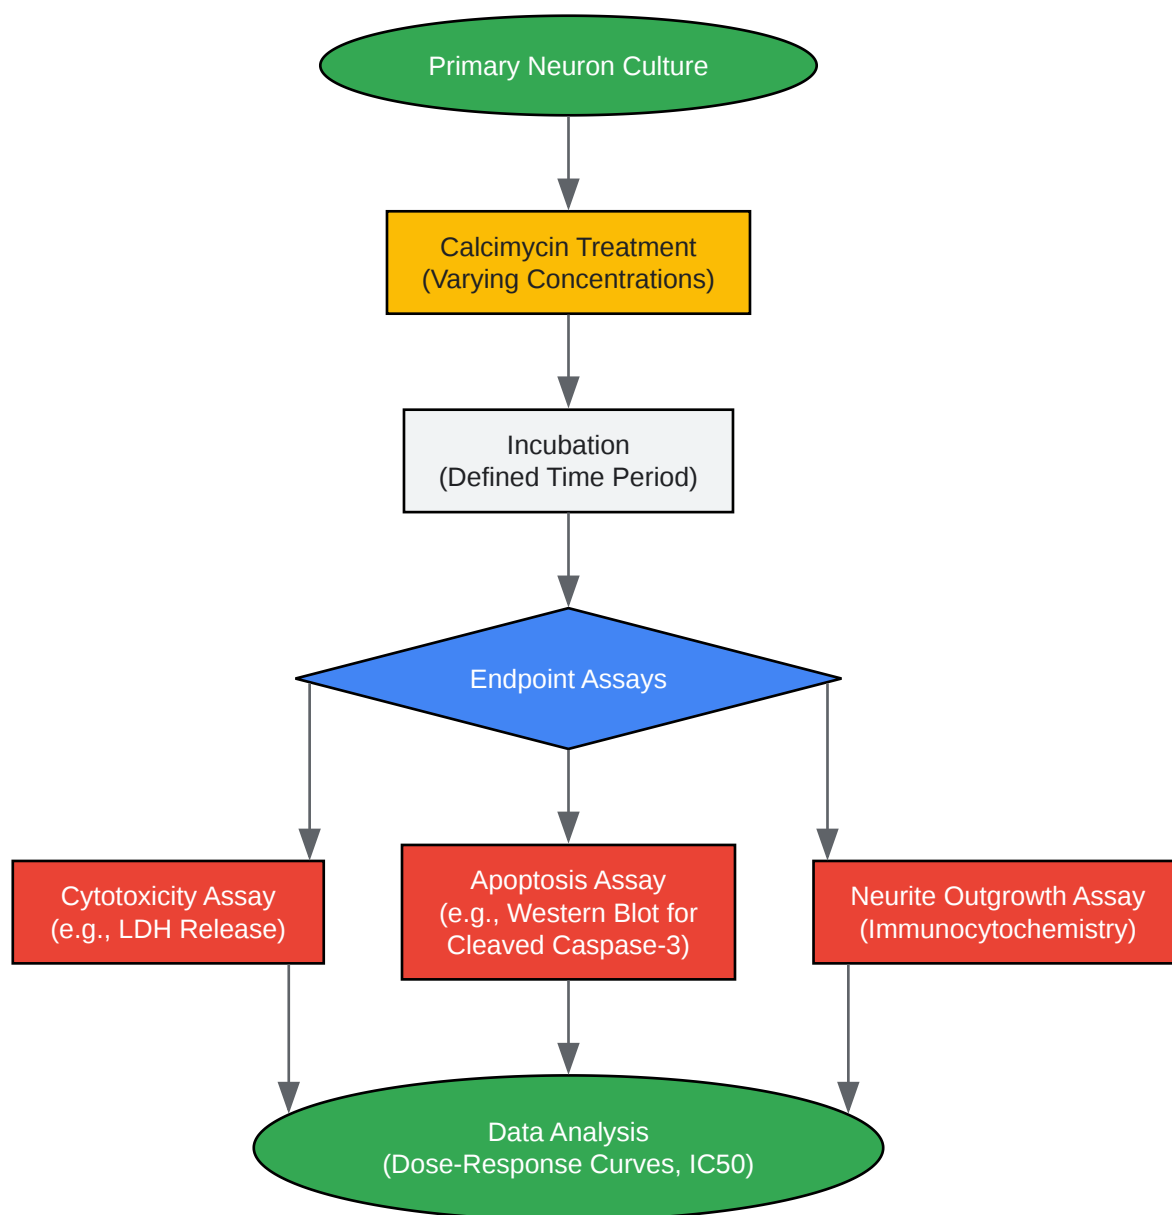 Primary Neuron Culture
Calcimycin Treatment
(Varying Concentrations)
Incubation
(Defined Time Period)
Endpoint Assays
Cytotoxicity Assay
(e.g., LDH Release)
Apoptosis Assay
(e.g., Western Blot for
Cleaved Caspase-3)
Neurite Outgrowth Assay
(Immunocytochemistry)
Data Analysis
(Dose-Response Curves, IC50)